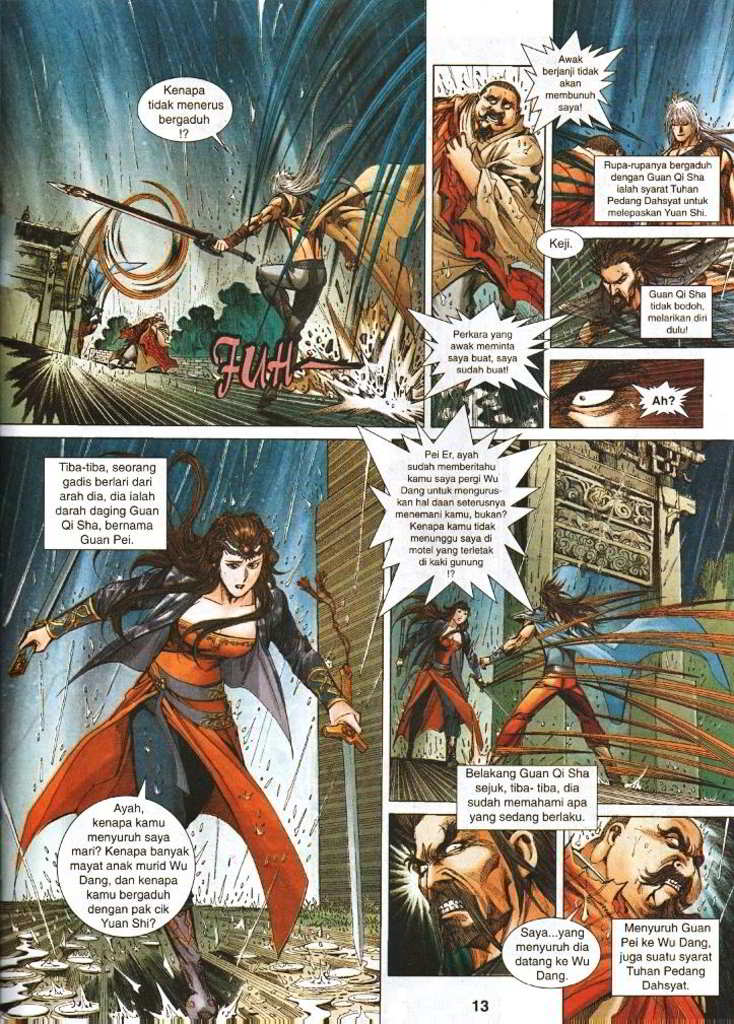 Kenapa
tidak menerus
bergaduh
!?
FUH
Awak
berjanji tidak
akan
membunuh
saya!
Rupa-rupanya bergaduh
dengan Guan Qi Sha
ialah syarat Tuhan
Pedang Dahsyat untuk
melepaskan Yuan Shi.
Keji.
Guan Qi Sha
tidak bodoh,
melarikan diri
dulu!
Perkara yang
awak meminta
saya buat, saya
sudah buat!
Ah?
Tiba-tiba, seorang
gadis berlari dari
arah dia, dia ialah
darah daging Guan
Qi Sha, bernama
Guan Pei.
Pei Er, ayah
sudah memberitahu
kamu saya pergi Wu
Dang untuk mengurus-
kan hal daan seterusnya
menemani kamu, bukan?
Kenapa kamu tidak
menunggu saya di
motel yang terletak
di kaki gunung
!?
Ayah,
kenapa kamu
menyuruh saya
mari? Kenapa banyak
mayat anak murid Wu
Dang, dan kenapa
kamu bergaduh
dengan pak cik
Yuan Shi?
Belakang Guan Qi Sha
sejuk, tiba- tiba, dia
sudah memahami apa
yang sedang berlaku.
Saya...yang
menyuruh dia
datang ke Wu
Dang.
Menyuruh Guan
Pei ke Wu Dang,
juga suatu syarat
Tuhan Pedang
Dahsyat.
13